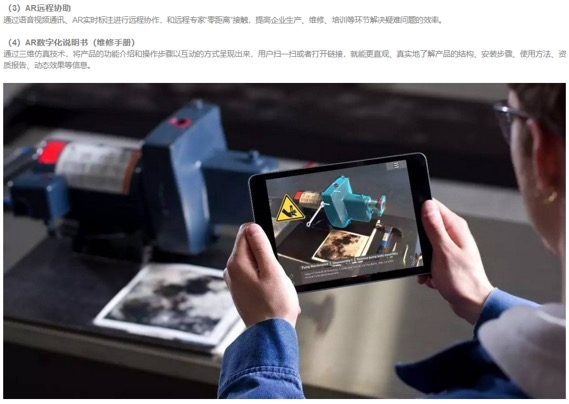 （3）AR远程协助
通过语音视频通讯、AR实时标注进行远程协作，和远程专家“零距离”接触，提高企业生产、维修、培训等环节解决疑难问题的效率。
（4）AR数字化说明书（维修手册）
通过三维仿真技术，将产品的功能介绍和操作步骤以互动的方式呈现出来，用户扫一扫或者打开链接，就能更直观、真实地了解产品的结构、安装步骤、使用方法、资
质报告、动态效果等信息。